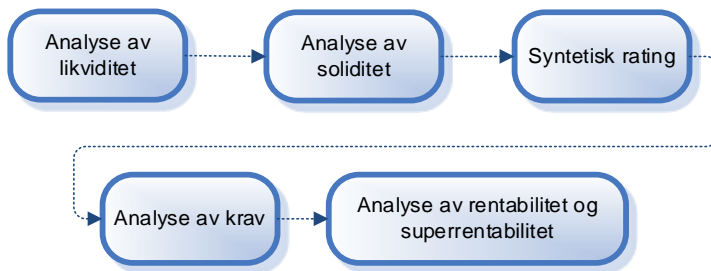 Analyse av
likviditet
Analyse av
soliditet
Syntetisk rating
Analyse av krav
Analyse av rentabilitet og
superrentabilitet